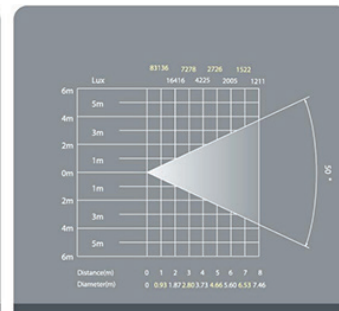 83136 7278 2726 1522
Lux 16416 4225 2005 1211
6m
5m
4m
3m
2m
1m
0m
1m
2m
3m
4m
5m
6m
50°
Distance(m) 0 1 2 3 4 5 6 7 8
Diameter(m) 0 0.93 1.87 2.80 3.73 4.66 5.60 6.53 7.46